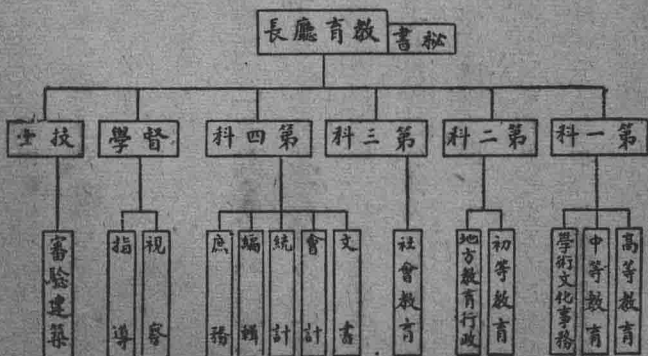 教育廳長
秘書
第一科
第二科
第三科
第四科
督學
技士
高等教育
中等教育
學術文化事務
初等教育
地方教育行政
社會教育
文書
會計
統計
編輯
庶務
視察
指導
審驗建築